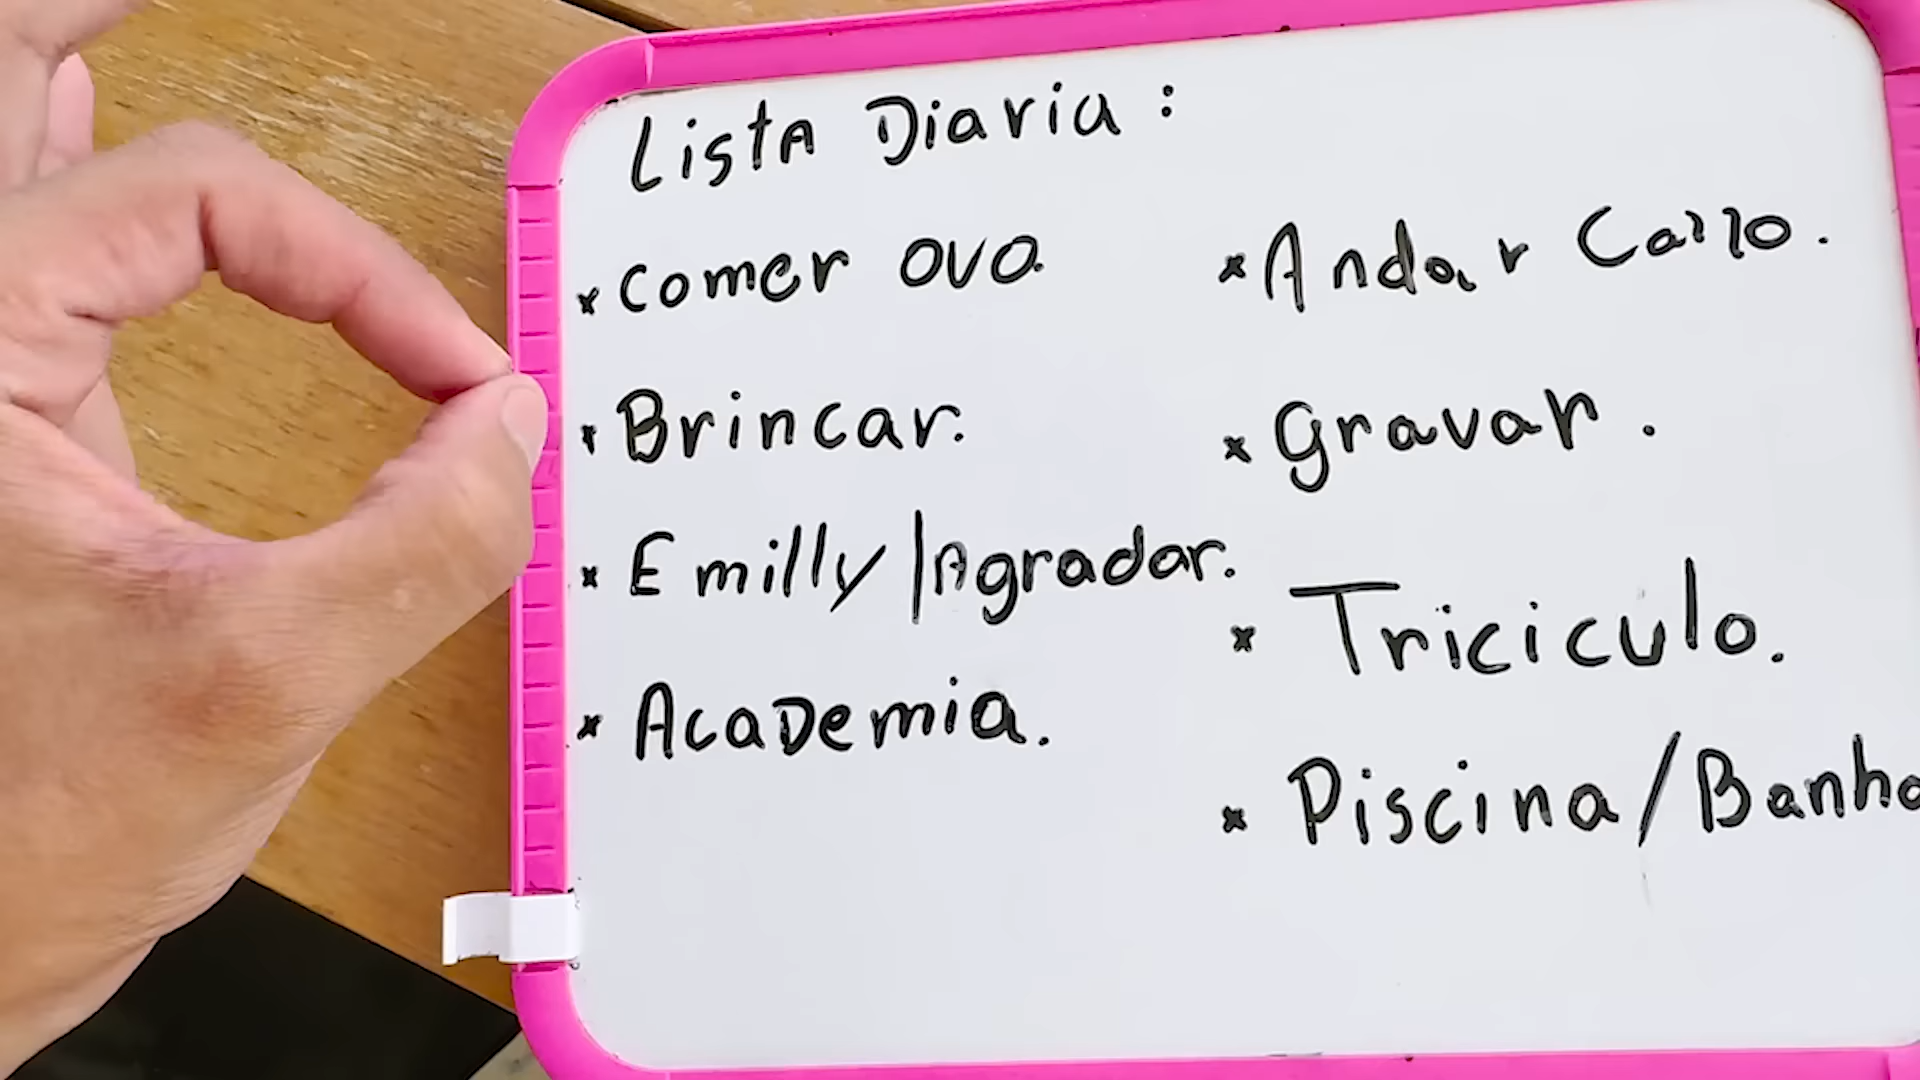 Lista Diaria:
* Comer ovo.
* Brincar.
* Emilly/Agradar.
* Academia.
* Andar Carro.
* Gravar.
* Triciculo.
* Piscina/Banho